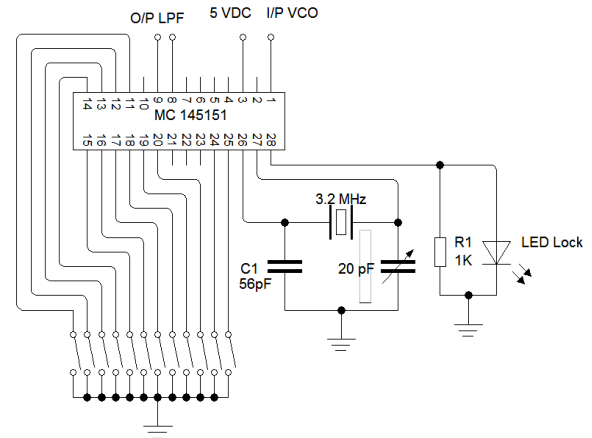 O/P LPF
5 VDC
I/P VCO
14 13 12 11 10 9 8 7 6 5 4 3 2 1
MC 145151
15 16 17 18 19 20 21 22 23 24 25 26 27 28
3.2 MHz
C1
56pF
20 pF
R1
1K
LED Lock